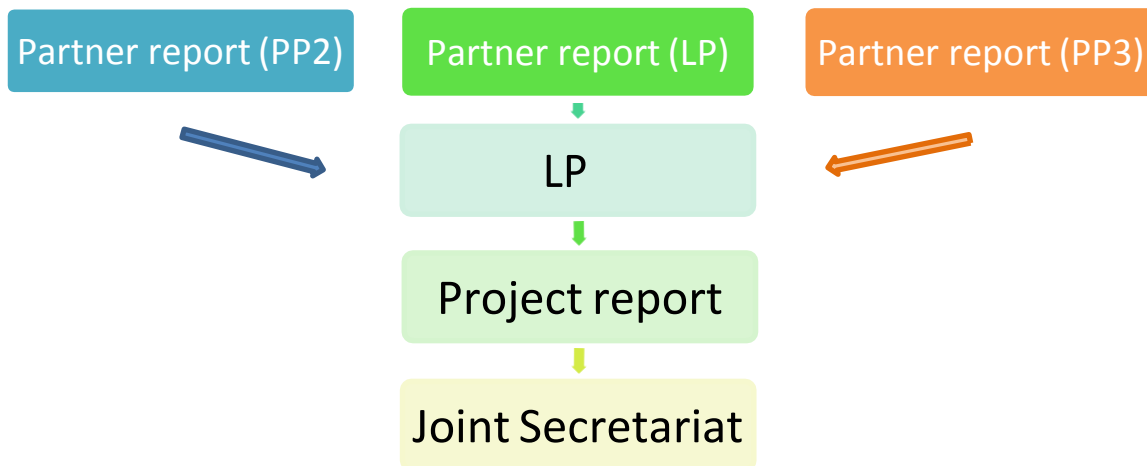 Partner report (PP2)
Partner report (LP)
Partner report (PP3)
LP
Project report
Joint Secretariat